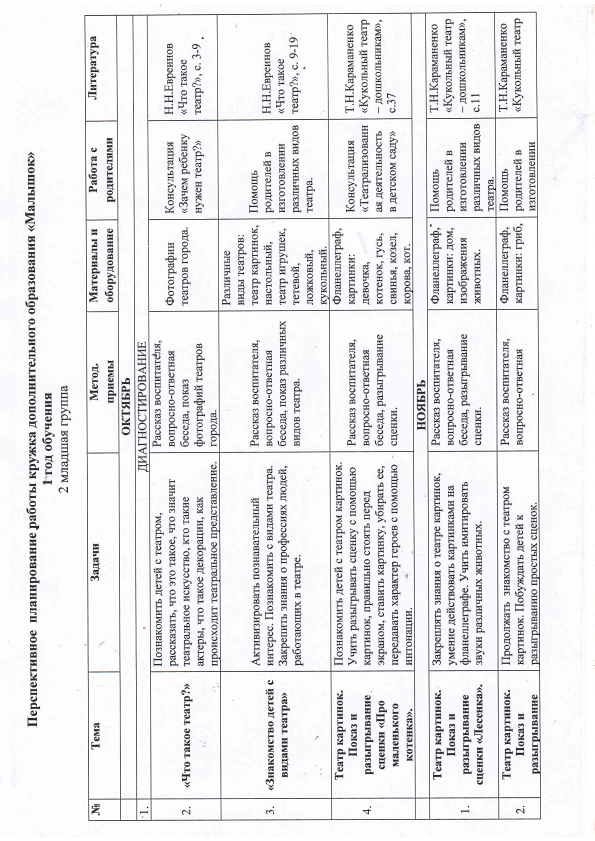 Перспективное планирование работы кружка дополнительного образования «Малышок»
1 год обучения
2 младшая группа
№
Тема
Задачи
Метод.
приемы
Материалы и
оборудование
Работа с
родителями
Литература
ОКТЯБРЬ
1.
ДИАГНОСТИРОВАНИЕ
2.
«Что такое театр?»
Познакомить детей с театром,
рассказать, что это такое, что значит
театральное искусство, кто такие
актеры, что такое декорации, как
происходит театральное представление.
Рассказ воспитателя,
вопросно-ответная
беседа, показ
фотографий театров
города.
Фотографии
театров города.
Консультация
«Зачем ребенку
нужен театр?»
Н.Н.Евреинов
«Что такое
театр?», с. 3-9 .
3.
«Знакомство детей с
видами театра»
Активизировать познавательный
интерес. Познакомить с видами театра.
Закрепить знания о профессиях людей,
работающих в театре.
Рассказ воспитателя,
вопросно-ответная
беседа, показ различных
видов театра.
Различные
виды театров:
театр картинок,
настольный,
театр игрушек,
тетевой,
ложковый,
кукольный.
Помощь
родителей в
изготовлении
различных видов
театра.
Н.Н.Евреинов
«Что такое
театр?», с. 9-19
4.
Театр картинок.
Показ и
разыгрывание
сценки «Про
маленького
котенка».
Познакомить детей с театром картинок.
Учить разыгрывать сценку с помощью
картинок, правильно стоять перед
экраном, ставить картинку, убирать ее,
передавать характер героев с помощью
интонации.
Рассказ воспитателя,
вопросно-ответная
беседа, разыгрывание
сценки.
Фланеллеграф,
картинки:
девочка,
котенок, гусь,
свинья, козел,
корова, кот.
Консультация
«Театрализованн
ая деятельность
в детском саду»
Т.Н.Караманенко
«Кукольный театр
– дошкольникам»,
с.37
НОЯБРЬ
1.
Театр картинок.
Показ и
разыгрывание
сценки «Лесенка».
Закреплять знания о театре картинок,
умение действовать картинками на
фланелеграфе. Учить имитировать
звуки различных животных.
Рассказ воспитателя,
вопросно-ответная
беседа, разыгрывание
сценки.
Фланеллеграф,
картинки: дом,
изображения
животных.
Помощь
родителей в
изготовлении
различных видов
театра.
Т.Н.Караманенко
«Кукольный театр
– дошкольникам»,
с.11
2.
Театр картинок.
Показ и
разыгрывание
Продолжать знакомство с театром
картинок. Побуждать детей к
разыгрыванию простых сценок.
Рассказ воспитателя,
вопросно-ответная
Фланеллеграф,
картинки: гриб,
Помощь
родителей в
изготовлении
Т.Н.Караманенко
«Кукольный театр